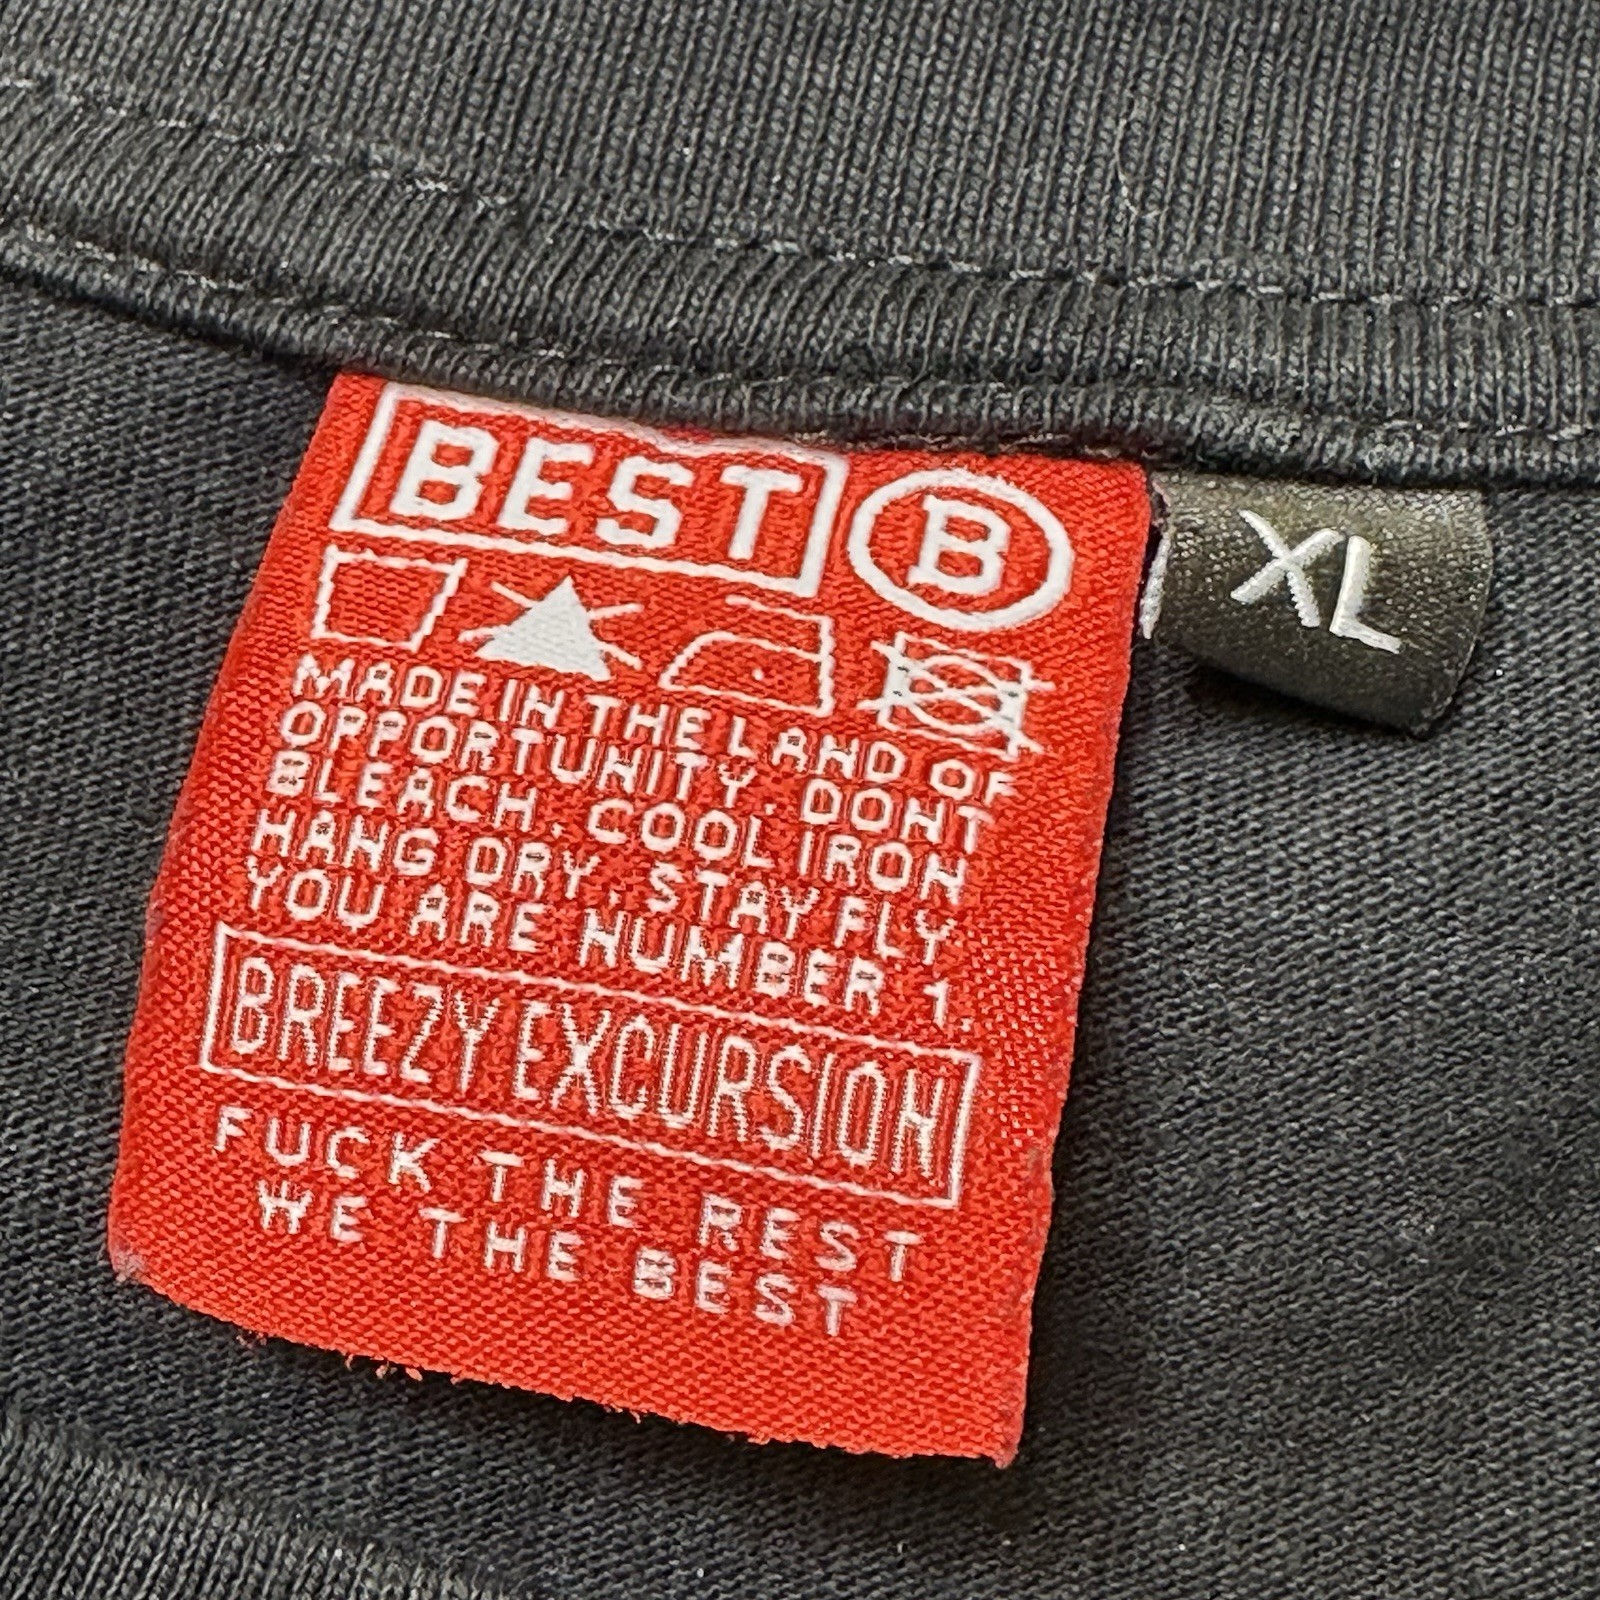 BEST B
XL
MADE IN THE LAND OF
OPPORTUNITY. DONT
BLEACH. COOL IRON
HANG DRY. STAY FLY.
YOU ARE NUMBER 1.
BREEZY EXCURSION
FUCK THE REST
WE THE BEST